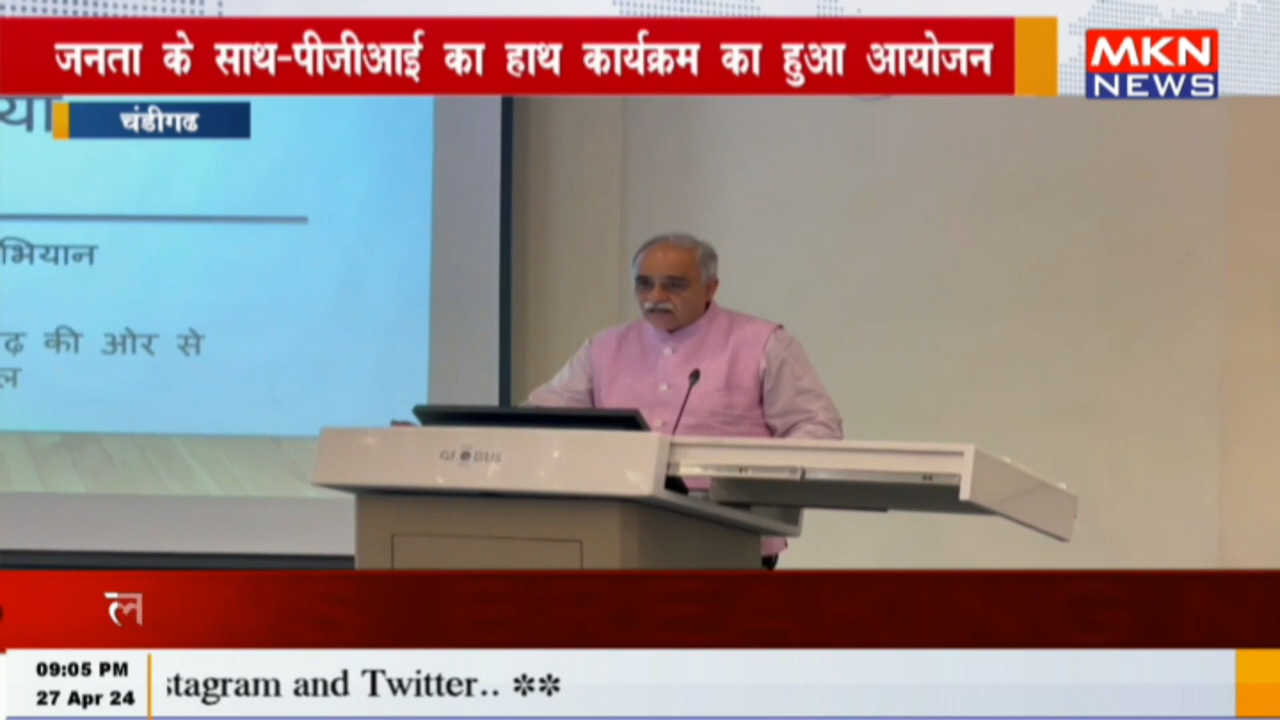 जनता के साथ-पीजीआई का हाथ कार्यक्रम का हुआ आयोजन
MKN
NEWS
चंडीगढ
भियान
ढ़ की ओर से
ल
GLOBUS
ल
09:05 PM
27 Apr 24
stagram and Twitter.. **